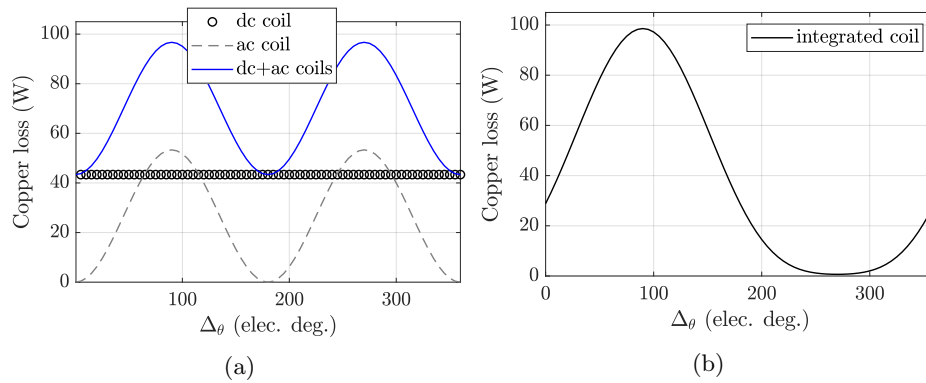 dc coil
ac coil
dc+ac coils
100
80
60
40
20
0
Copper loss (W)
100
200
300
Δθ (elec. deg.)
(a)
integrated coil
100
80
60
40
20
0
Copper loss (W)
0
100
200
300
Δθ (elec. deg.)
(b)